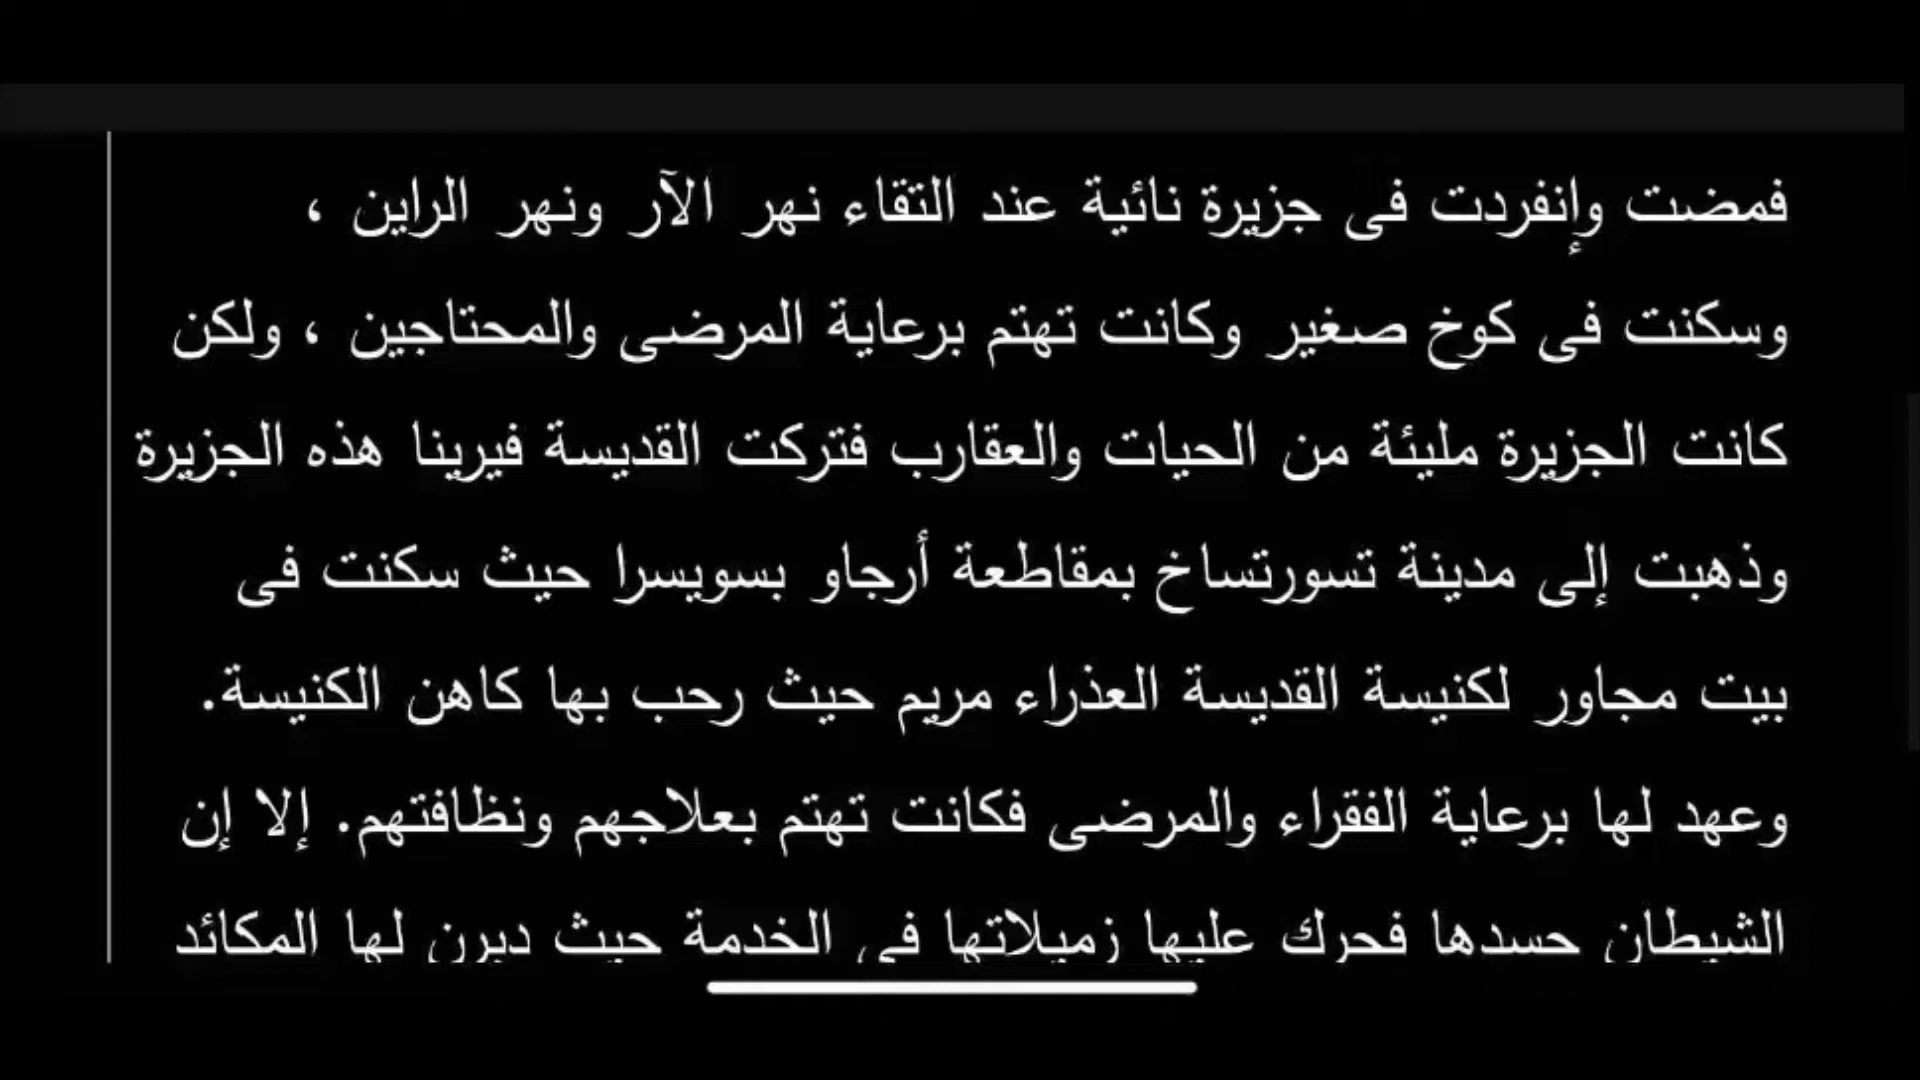 فمضت وإنفردت فى جزيرة نائية عند التقاء نهر الآر ونهر الراين ،
وسكنت فى كوخ صغير وكانت تهتم برعاية المرضى والمحتاجين ، ولكن
كانت الجزيرة مليئة من الحيات والعقارب فتركت القديسة فيرينا هذه الجزيرة
وذهبت إلى مدينة تسورتساخ بمقاطعة أرجاو بسويسرا حيث سكنت فى
بيت مجاور لكنيسة القديسة العذراء مريم حيث رحب بها كاهن الكنيسة.
وعهد لها برعاية الفقراء والمرضى فكانت تهتم بعلاجهم ونظافتهم. إلا إن
الشيطان حسدها فحرك عليها زميلاتها فى الخدمة حيث دبرن لها المكائد